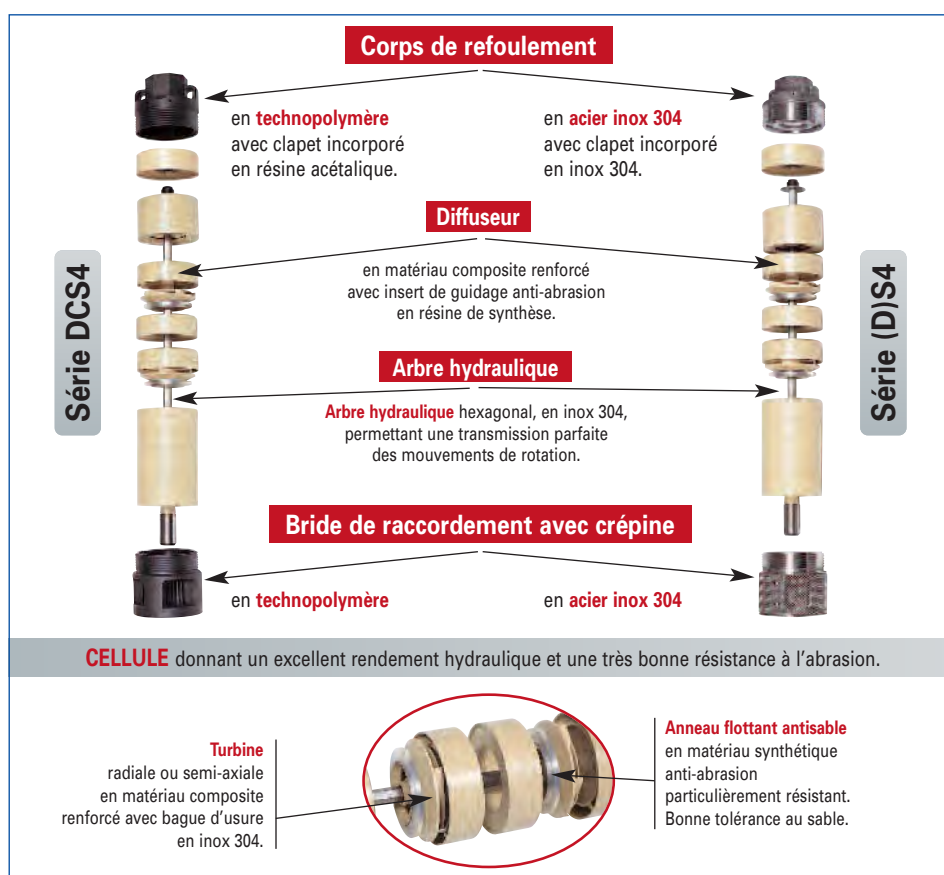 Corps de refoulement
en technopolymère
avec clapet incorporé
en résine acétalique.
en acier inox 304
avec clapet incorporé
en inox 304.
Diffuseur
en matériau composite renforcé
avec insert de guidage anti-abrasion
en résine de synthèse.
Série DCS4
Série (D)S4
Arbre hydraulique
Arbre hydraulique hexagonal, en inox 304,
permettant une transmission parfaite
des mouvements de rotation.
Bride de raccordement avec crépine
en technopolymère
en acier inox 304
CELLULE donnant un excellent rendement hydraulique et une très bonne résistance à l'abrasion.
Turbine
radiale ou semi-axiale
en matériau composite
renforcé avec bague d'usure
en inox 304.
Anneau flottant antisable
en matériau synthétique
anti-abrasion
particulièrement résistant.
Bonne tolérance au sable.